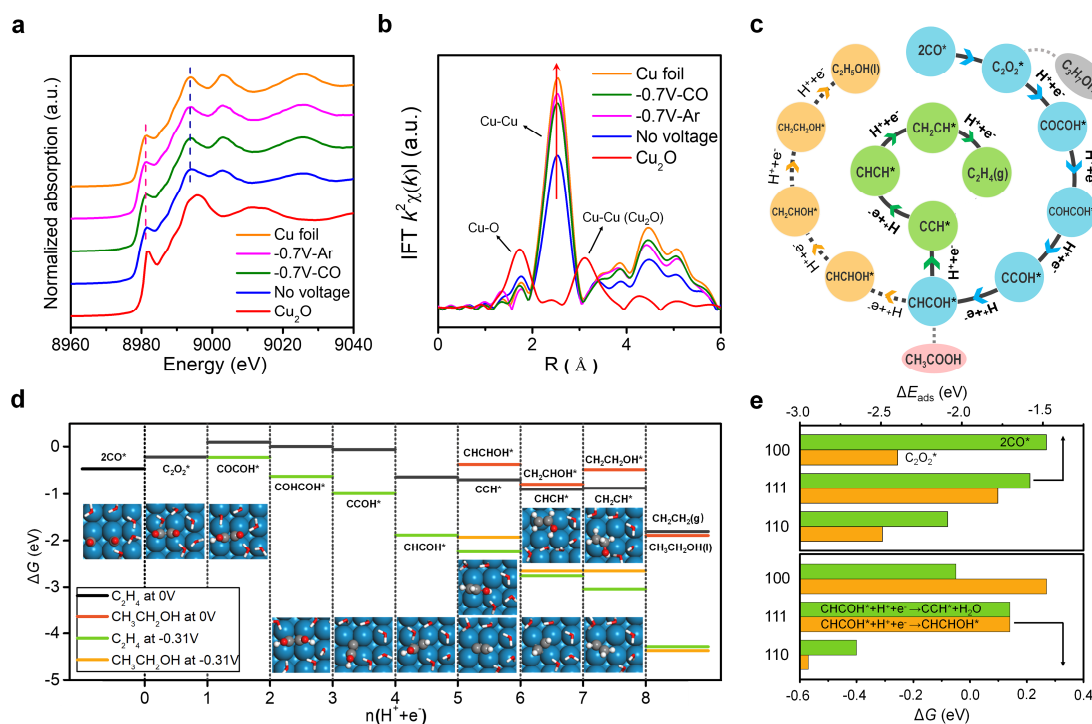 a
Normalized absorption (a.u.)
Cu foil
-0.7V-Ar
-0.7V-CO
No voltage
Cu₂O
8960 8980 9000 9020 9040
Energy (eV)
b
IFT k²χ(k)I (a.u.)
Cu foil
-0.7V-CO
-0.7V-Ar
No voltage
Cu₂O
Cu-Cu
Cu-O
Cu-Cu (Cu₂O)
0 1 2 3 4 5 6
R ( Å )
c
2CO*
C₂O₂*
H⁺+e⁻
COCOH*
COHCOH*
H⁺+e⁻
CCOH*
H⁺+e⁻
CHCOH*
CH₃COOH
H⁺+e⁻
CCH*
H⁺+e⁻
CHCH*
H⁺+e⁻
CH₂CH*
H⁺+e⁻
C₂H₄(g)
H⁺+e⁻
CHCHOH*
H⁺+e⁻
CH₂CHOH*
H⁺+e⁻
CH₂CH₂OH*
H⁺+e⁻
C₂H₅OH(l)
d
ΔG (eV)
0
-1
-2
-3
-4
-5
2CO*
C₂O₂*
COCOH*
COHCOH*
CCOH*
CHCOH*
CHCHOH*
CCH*
CH₂CHOH*
CHCH*
CH₂CH₂OH*
CH₃CH*
CH₂CH₂(g)
CH₃CH₂OH(l)
C₂H₄ at 0V
CH₃CH₂OH at 0V
C₂H₄ at -0.31V
CH₃CH₂OH at -0.31V
0 1 2 3 4 5 6 7 8
n(H⁺+e⁻)
e
ΔE_ads (eV)
-3.0 -2.5 -2.0 -1.5
100
2CO*
C₂O₂*
111
110
100
111
CHCOH*+H⁺+e⁻→CCH*+H₂O
CHCOH*+H⁺+e⁻→CHCHOH*
110
-0.6 -0.4 -0.2 0.0 0.2 0.4
ΔG (eV)